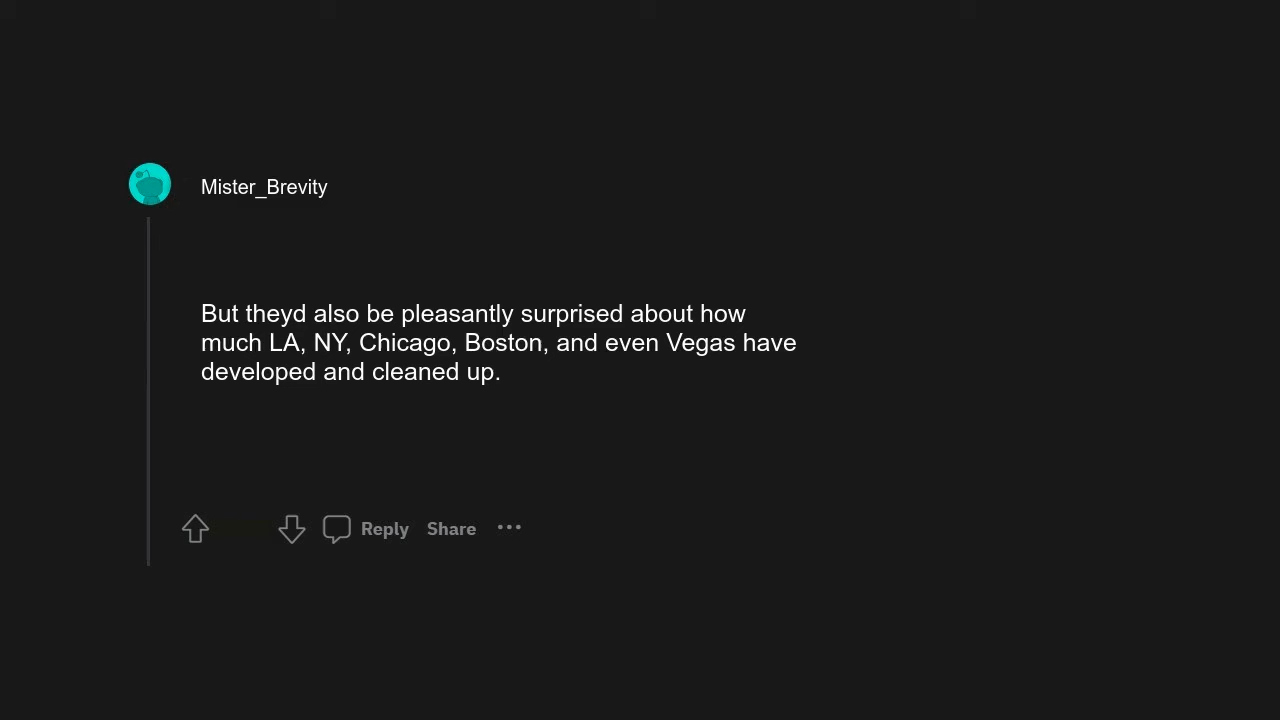 Mister_Brevity
But theyd also be pleasantly surprised about how
much LA, NY, Chicago, Boston, and even Vegas have
developed and cleaned up.
Reply Share